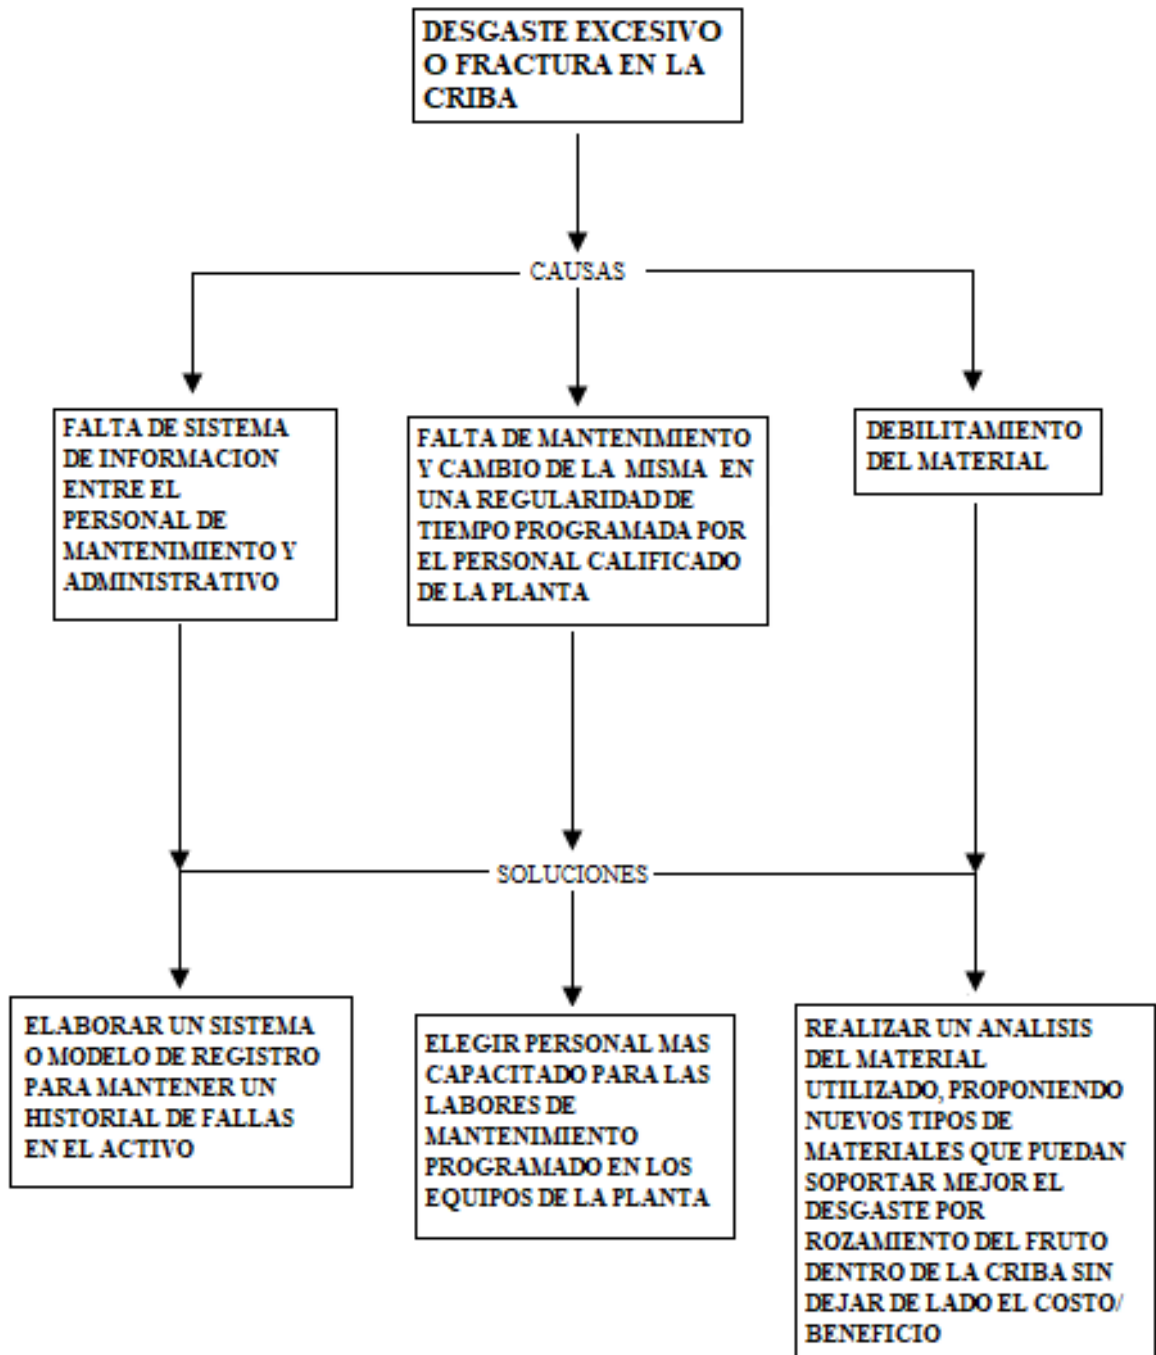 DESGASTE EXCESIVO
O FRACTURA EN LA
CRIBA
CAUSAS
FALTA DE SISTEMA
DE INFORMACION
ENTRE EL
PERSONAL DE
MANTENIMIENTO Y
ADMINISTRATIVO
FALTA DE MANTENIMIENTO
Y CAMBIO DE LA MISMA EN
UNA REGULARIDAD DE
TIEMPO PROGRAMADA POR
EL PERSONAL CALIFICADO
DE LA PLANTA
DEBILITAMIENTO
DEL MATERIAL
SOLUCIONES
ELABORAR UN SISTEMA
O MODELO DE REGISTRO
PARA MANTENER UN
HISTORIAL DE FALLAS
EN EL ACTIVO
ELEGIR PERSONAL MAS
CAPACITADO PARA LAS
LABORES DE
MANTENIMIENTO
PROGRAMADO EN LOS
EQUIPOS DE LA PLANTA
REALIZAR UN ANALISIS
DEL MATERIAL
UTILIZADO, PROPONIENDO
NUEVOS TIPOS DE
MATERIALES QUE PUEDAN
SOPORTAR MEJOR EL
DESGASTE POR
ROZAMIENTO DEL FRUTO
DENTRO DE LA CRIBA SIN
DEJAR DE LADO EL COSTO/
BENEFICIO